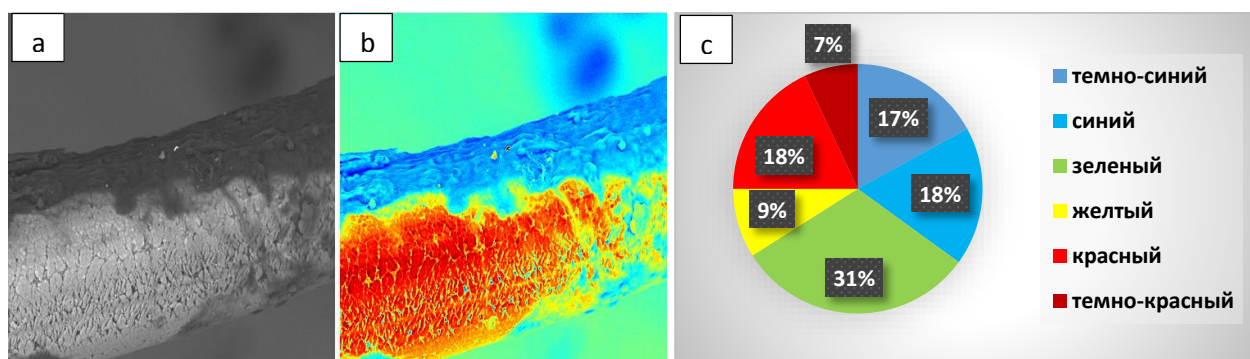 a
b
c
7%
17%
18%
18%
9%
31%
темно-синий
синий
зеленый
желтый
красный
темно-красный